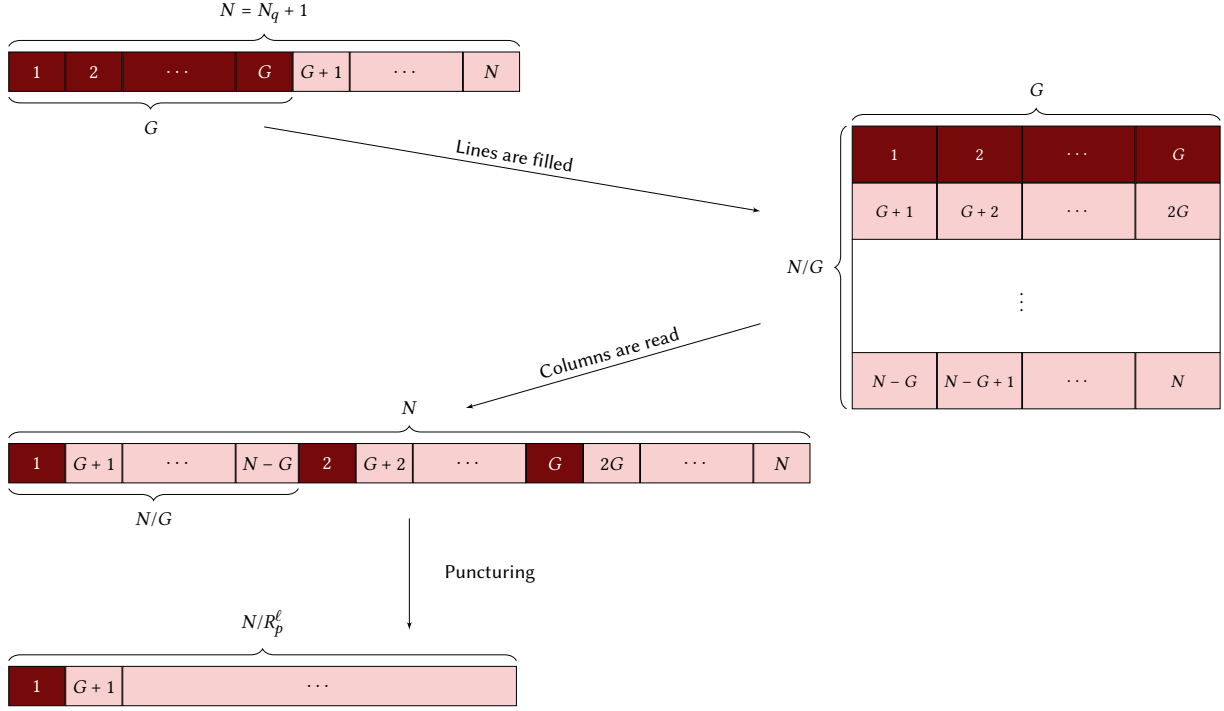 N = N_q + 1
1 2 ··· G G + 1 ··· N
G
Lines are filled
G
1 2 ··· G
G + 1 G + 2 ··· 2G
N/G
⋮
N − G N − G + 1 ··· N
Columns are read
N
1 G + 1 ··· N − G 2 G + 2 ··· G 2G ··· N
N/G
Puncturing
N/R_p^ℓ
1 G + 1 ···